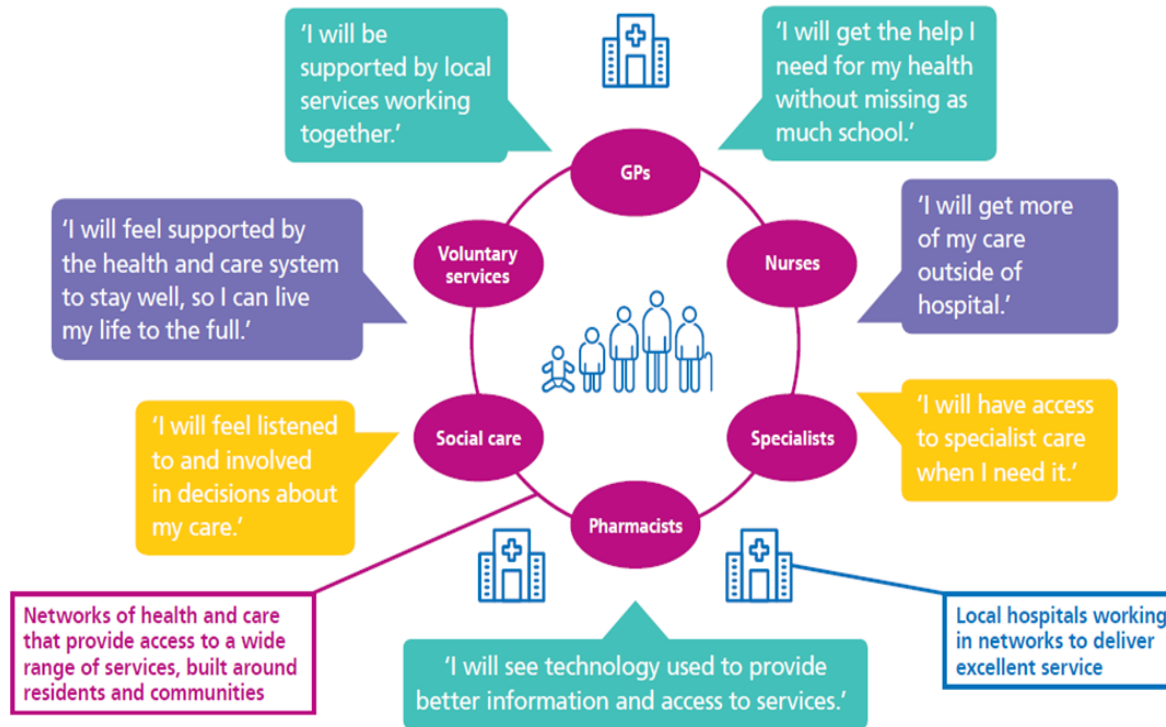 'I will be
supported by local
services working
together.'
'I will get the help I
need for my health
without missing as
much school.'
GPs
'I will feel supported by
the health and care system
to stay well, so I can live
my life to the full.'
Voluntary
services
Nurses
'I will get more
of my care
outside of
hospital.'
'I will feel listened
to and involved
in decisions about
my care.'
Social care
Specialists
'I will have access
to specialist care
when I need it.'
Pharmacists
Networks of health and care
that provide access to a wide
range of services, built around
residents and communities
'I will see technology used to provide
better information and access to services.'
Local hospitals working
in networks to deliver
excellent service